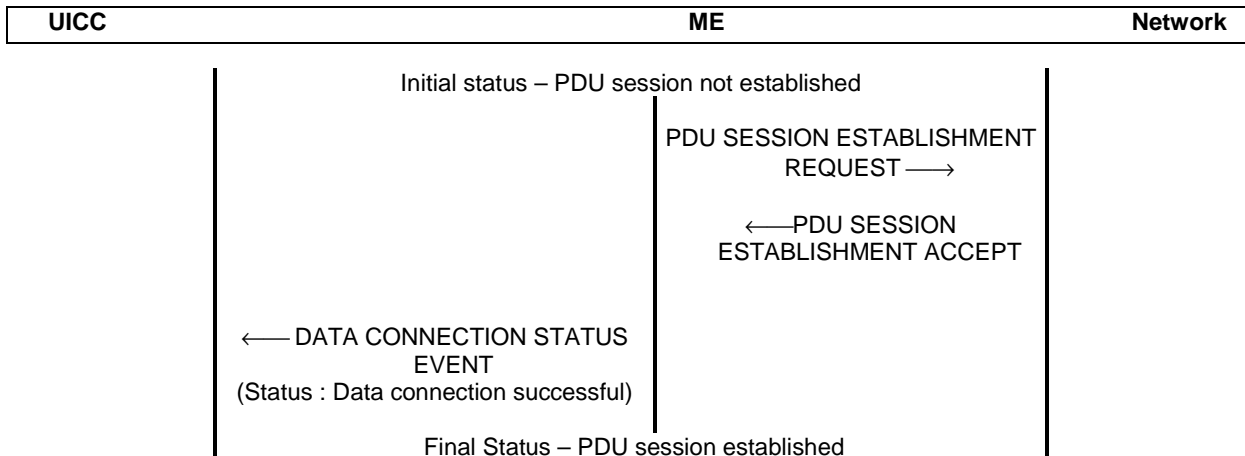 UICC ME Network
Initial status – PDU session not established
PDU SESSION ESTABLISHMENT
REQUEST ⟶
⟵PDU SESSION
ESTABLISHMENT ACCEPT
⟵ DATA CONNECTION STATUS
EVENT
(Status : Data connection successful)
Final Status – PDU session established